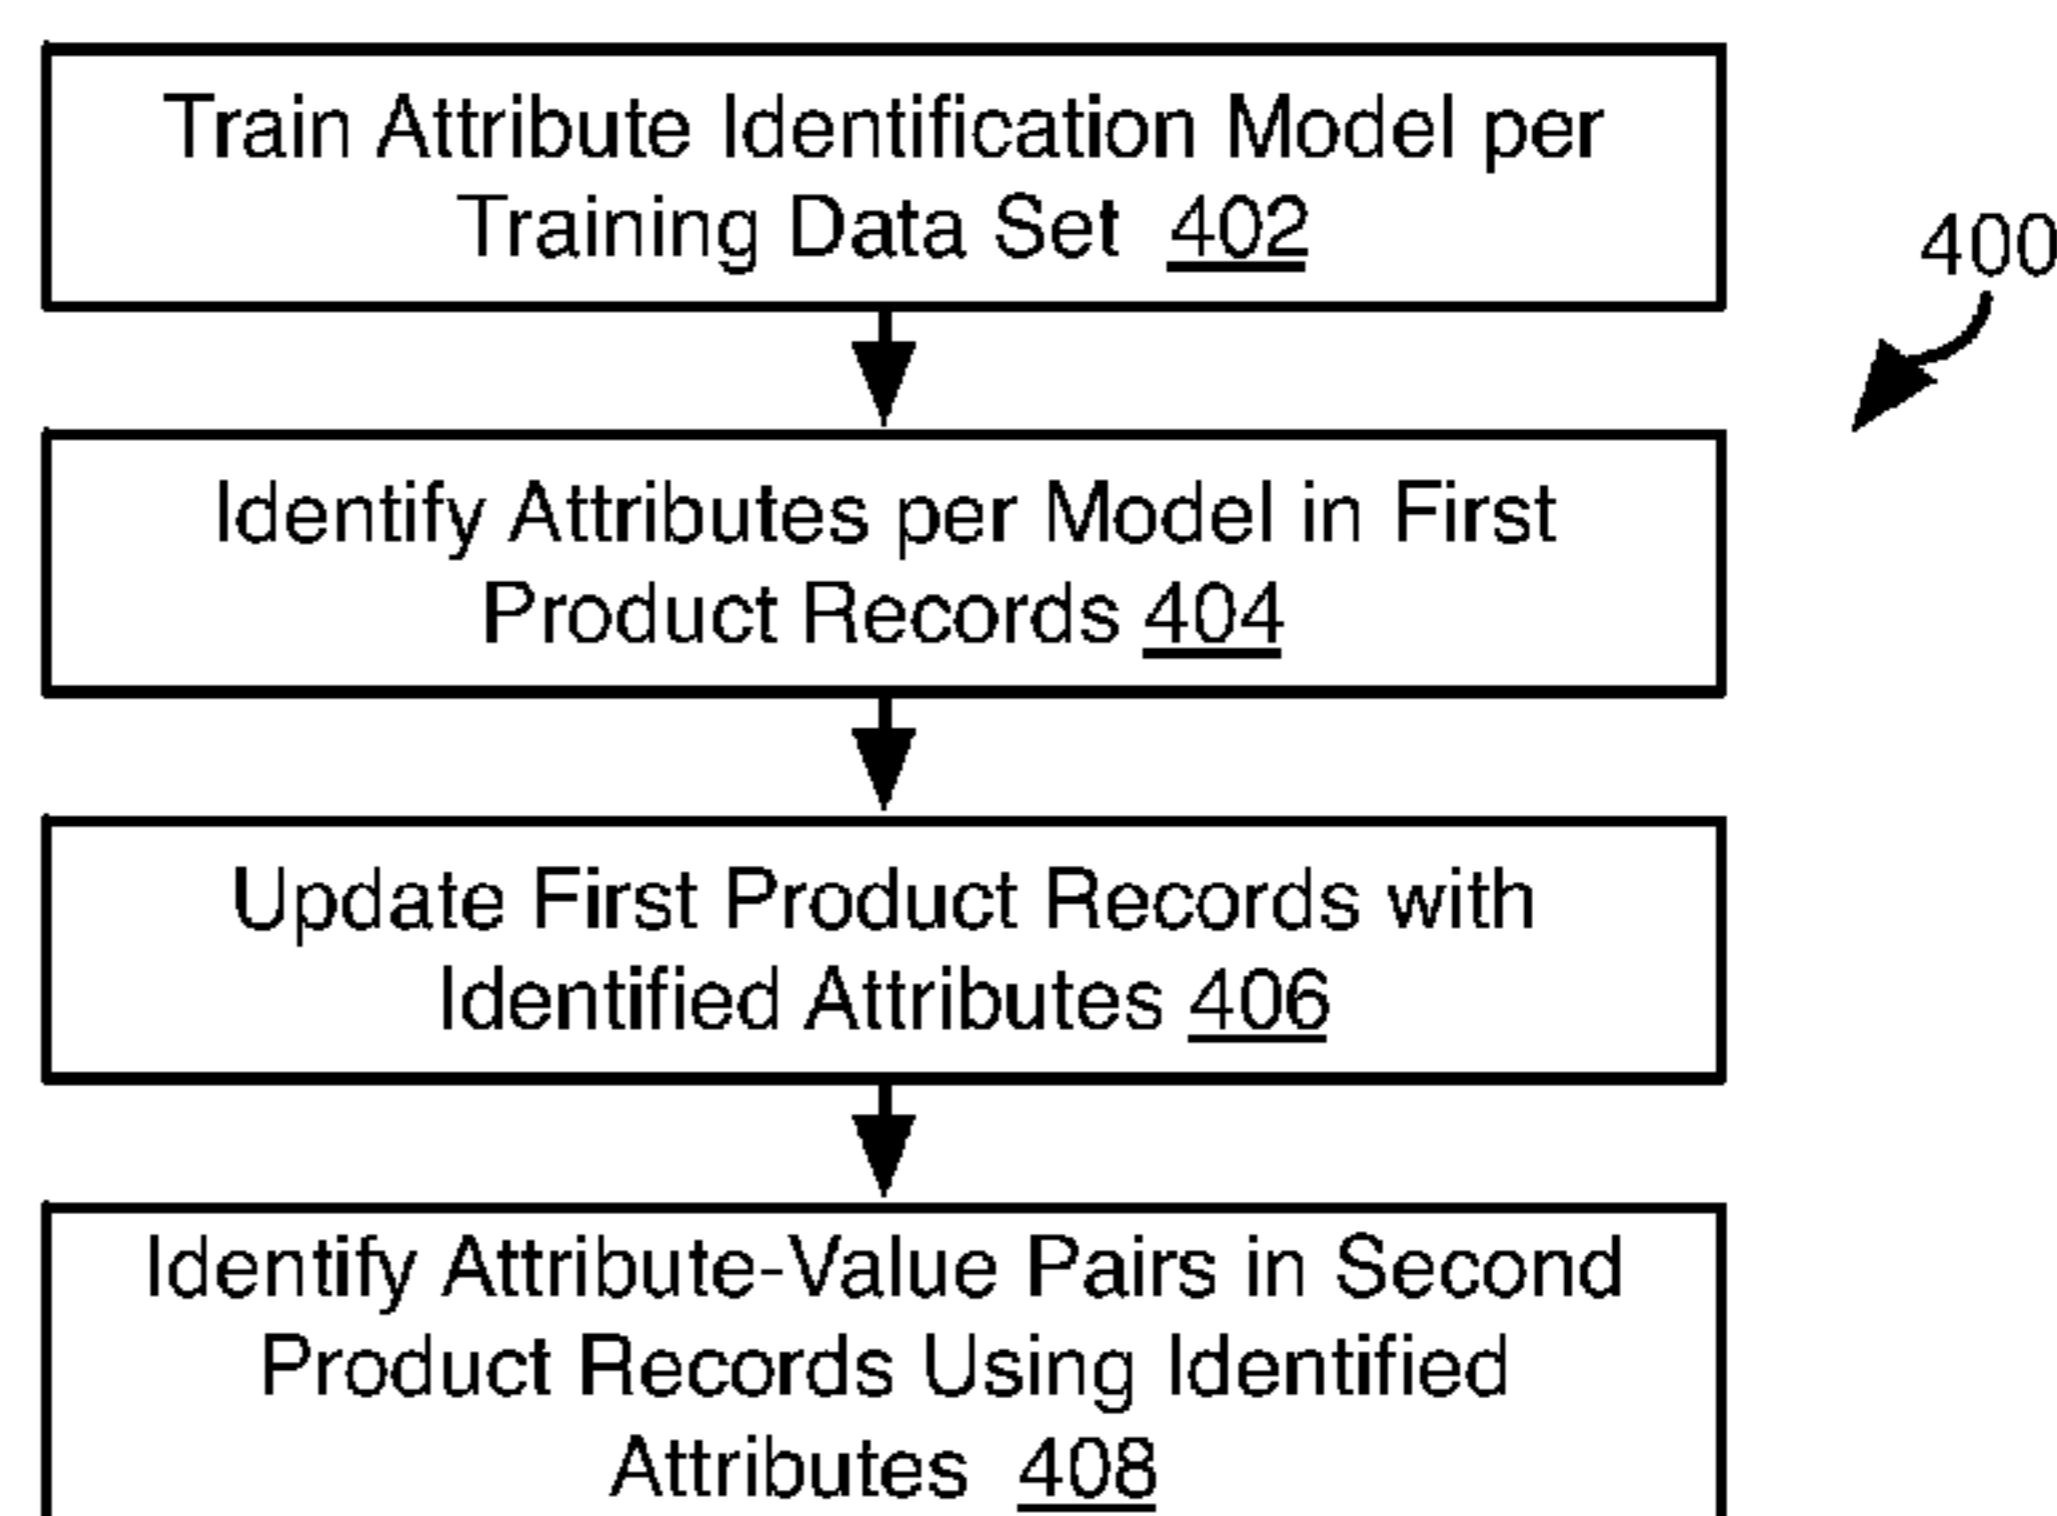 Train Attribute Identification Model per
Training Data Set 402
400
Identify Attributes per Model in First
Product Records 404
Update First Product Records with
Identified Attributes 406
Identify Attribute-Value Pairs in Second
Product Records Using Identified
Attributes 408